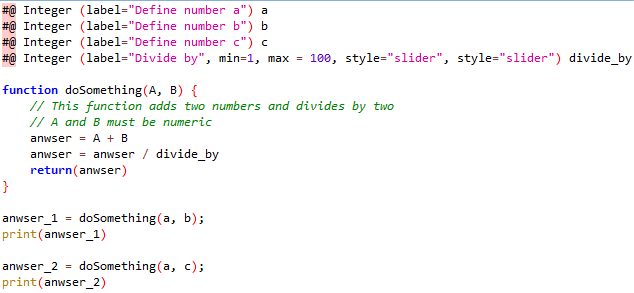 #@ Integer (label="Define number a") a
#@ Integer (label="Define number b") b
#@ Integer (label="Define number c") c
#@ Integer (label="Divide by", min=1, max = 100, style="slider", style="slider") divide_by
function doSomething(A, B) {
// This function adds two numbers and divides by two
// A and B must be numeric
anwser = A + B
anwser = anwser / divide_by
return(anwser)
}
anwser_1 = doSomething(a, b);
print(anwser_1)
anwser_2 = doSomething(a, c);
print(anwser_2)